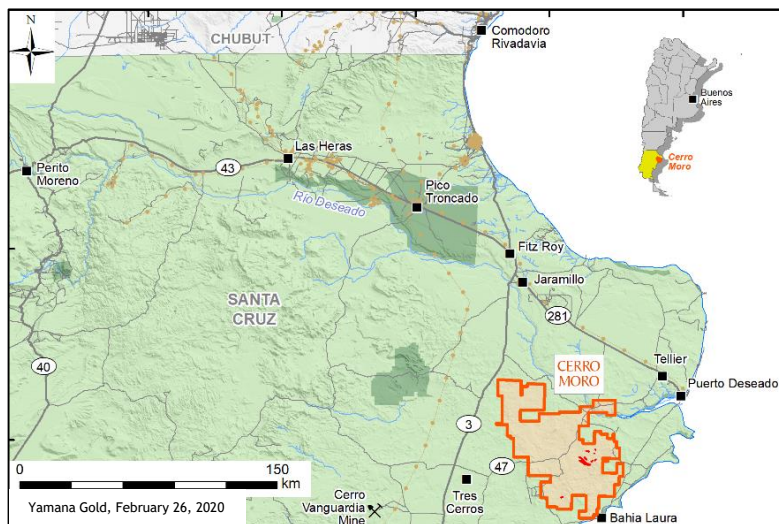 N
CHUBUT
Comodoro
Rivadavia
Buenos
Aires
Cerro
Moro
Las Heras
43
Perito
Moreno
Pico
Troncado
Río Deseado
Fitz Roy
Jaramillo
SANTA
CRUZ
281
40
CERRO
MORO
Tellier
Puerto Deseado
3
47
0
150
km
Tres
Cerros
Yamana Gold, February 26, 2020
Cerro
Vanguardia
Mine
Bahia Laura